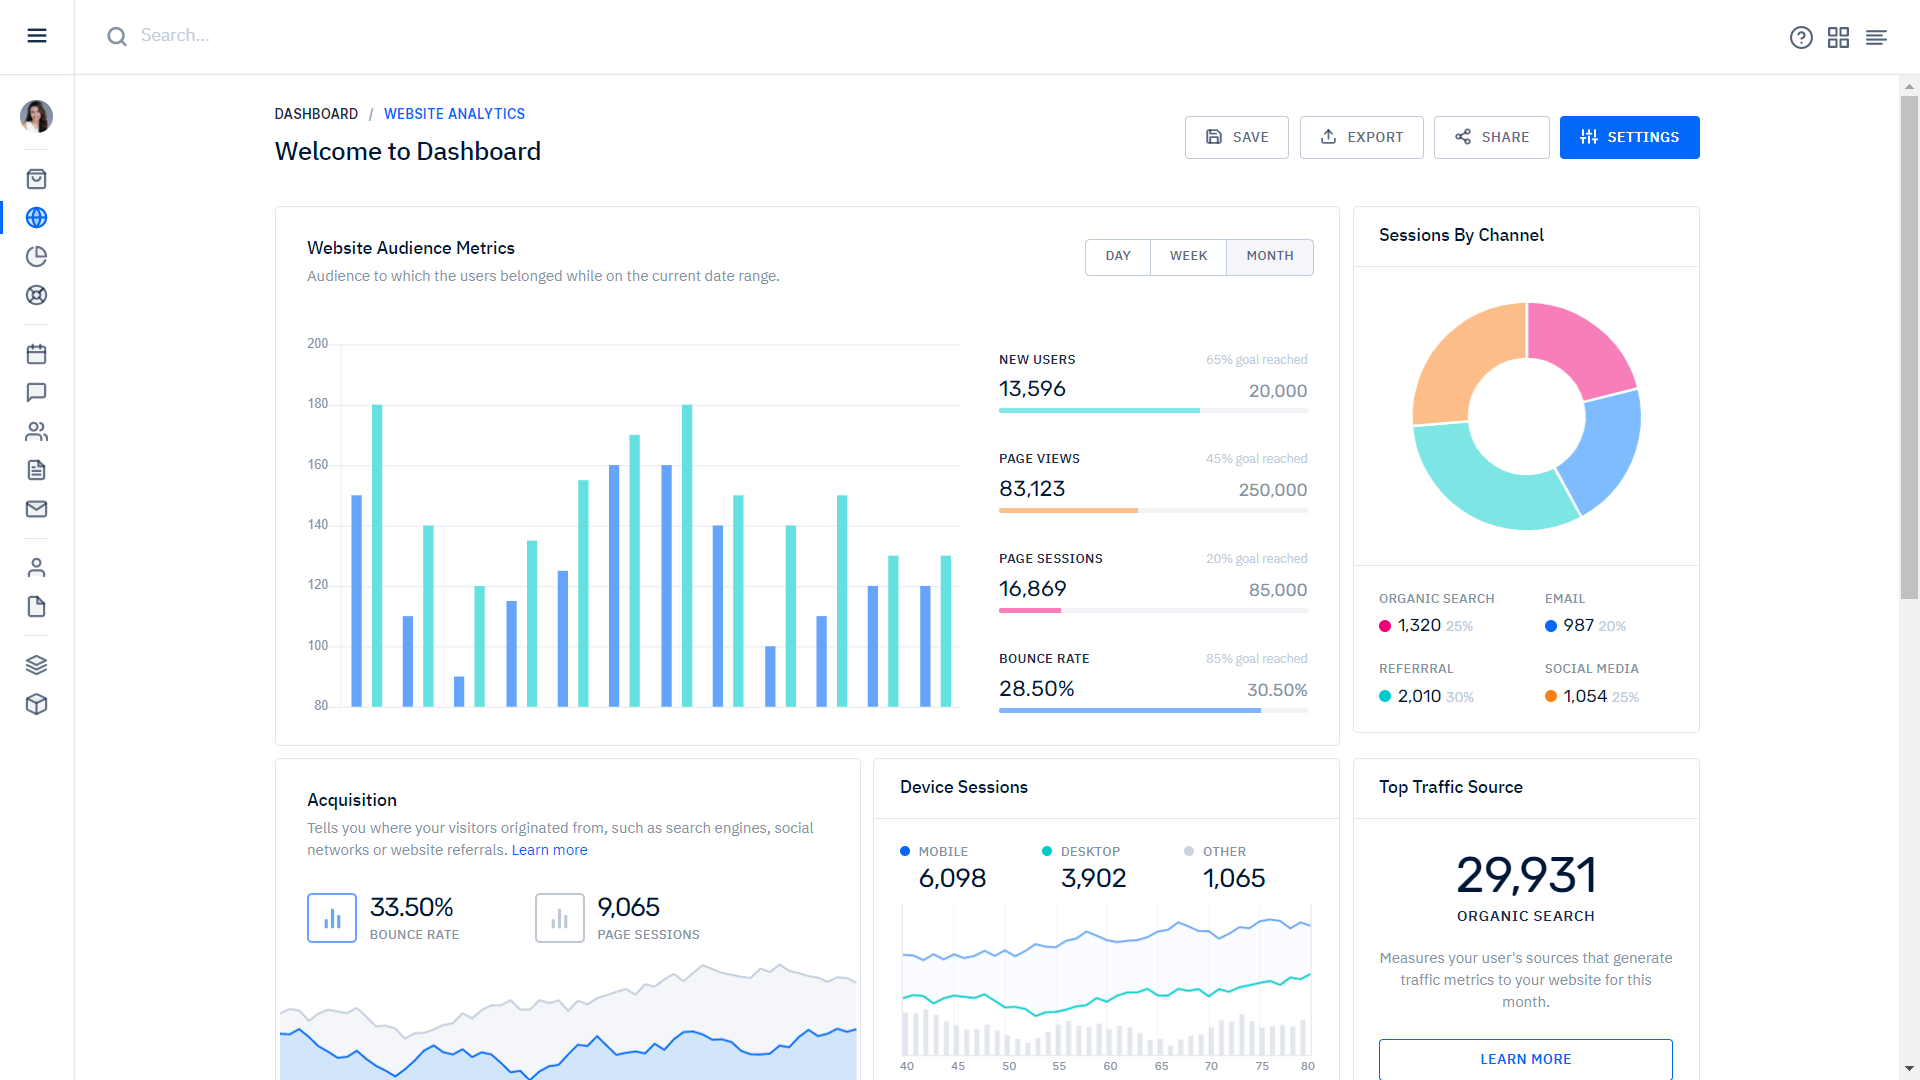 Search...
DASHBOARD / WEBSITE ANALYTICS
Welcome to Dashboard
SAVE
EXPORT
SHARE
SETTINGS
Website Audience Metrics
Audience to which the users belonged while on the current date range.
DAY
WEEK
MONTH
200
180
160
140
120
100
80
NEW USERS
65% goal reached
13,596
20,000
PAGE VIEWS
45% goal reached
83,123
250,000
PAGE SESSIONS
20% goal reached
16,869
85,000
BOUNCE RATE
85% goal reached
28.50%
30.50%
Sessions By Channel
ORGANIC SEARCH
1,320 25%
EMAIL
987 20%
REFERRRAL
2,010 30%
SOCIAL MEDIA
1,054 25%
Acquisition
Tells you where your visitors originated from, such as search engines, social
networks or website referrals. Learn more
33.50%
BOUNCE RATE
9,065
PAGE SESSIONS
Device Sessions
MOBILE
6,098
DESKTOP
3,902
OTHER
1,065
40 45 50 55 60 65 70 75 80
Top Traffic Source
29,931
ORGANIC SEARCH
Measures your user's sources that generate
traffic metrics to your website for this
month.
LEARN MORE